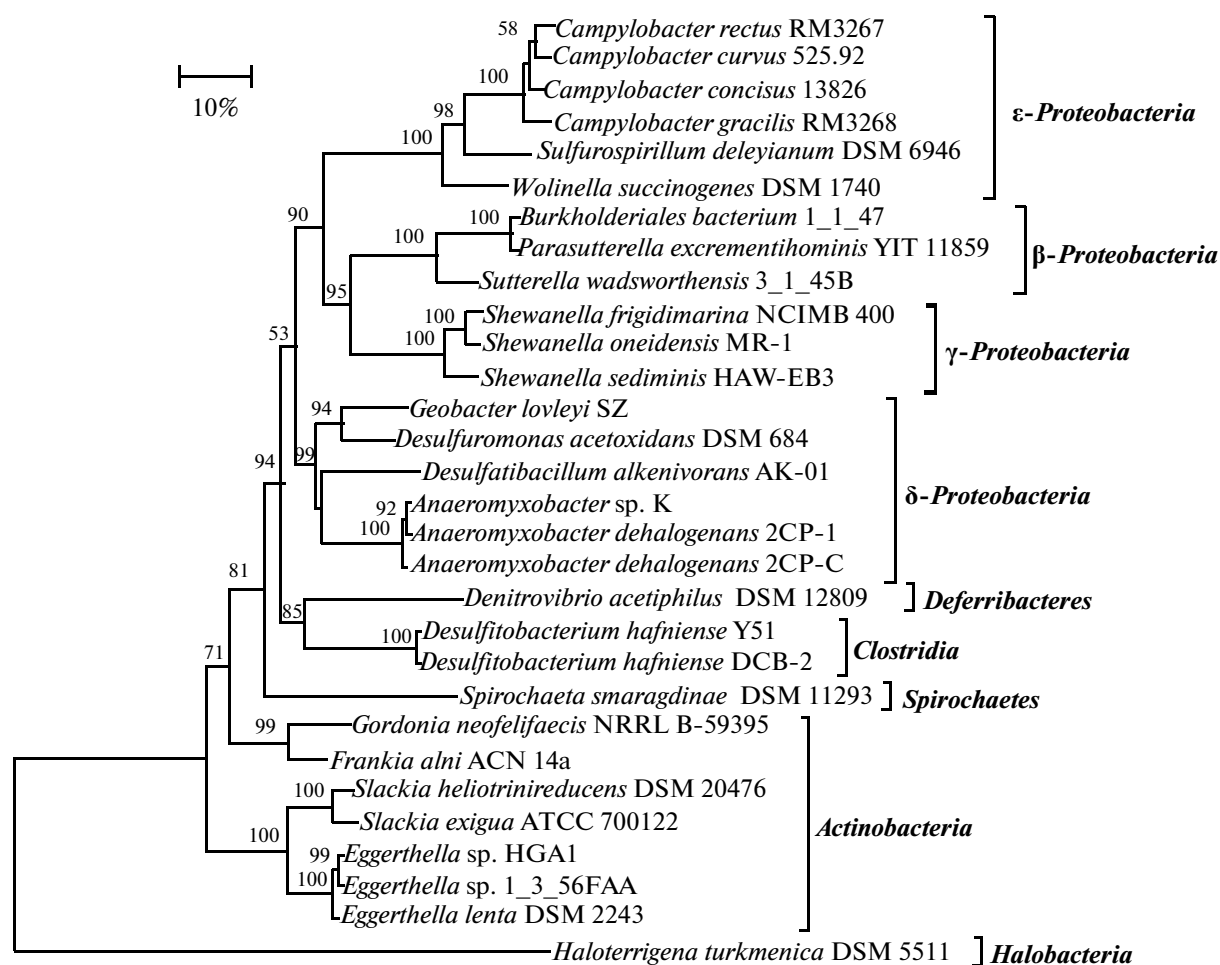 58
Campylobacter rectus RM3267
Campylobacter curvus 525.92
100
Campylobacter concisus 13826
10%
98
Campylobacter gracilis RM3268
ε-Proteobacteria
100
Sulfurospirillum deleyianum DSM 6946
Wolinella succinogenes DSM 1740
90
100
Burkholderiales bacterium 1_1_47
100
Parasutterella excrementihominis YIT 11859
β-Proteobacteria
Sutterella wadsworthensis 3_1_45B
95
100
Shewanella frigidimarina NCIMB 400
53
100
Shewanella oneidensis MR-1
γ-Proteobacteria
Shewanella sediminis HAW-EB3
94
Geobacter lovleyi SZ
Desulfuromonas acetoxidans DSM 684
94
99
Desulfatibacillum alkenivorans AK-01
92
Anaeromyxobacter sp. K
δ-Proteobacteria
100
Anaeromyxobacter dehalogenans 2CP-1
Anaeromyxobacter dehalogenans 2CP-C
81
Denitrovibrio acetiphilus DSM 12809
Deferribacteres
85
100
Desulfitobacterium hafniense Y51
Clostridia
71
Desulfitobacterium hafniense DCB-2
Spirochaeta smaragdinae DSM 11293
Spirochaetes
99
Gordonia neofelifaecis NRRL B-59395
Frankia alni ACN 14a
100
Slackia heliotrinireducens DSM 20476
Slackia exigua ATCC 700122
Actinobacteria
100
99
Eggerthella sp. HGA1
100
Eggerthella sp. 1_3_56FAA
Eggerthella lenta DSM 2243
Haloterrigena turkmenica DSM 5511
Halobacteria